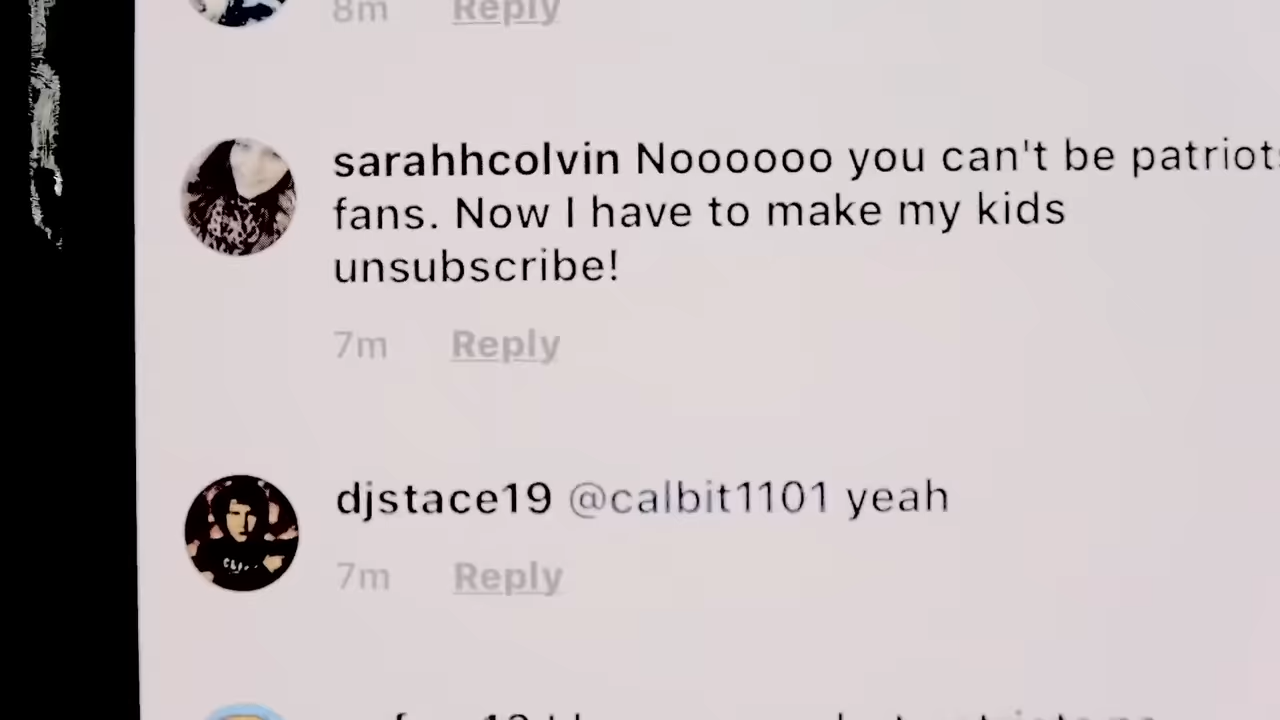 8m Reply
sarahhcolvin Noooooo you can't be patriots
fans. Now I have to make my kids
unsubscribe!
7m Reply
djstace19 @calbit1101 yeah
7m Reply